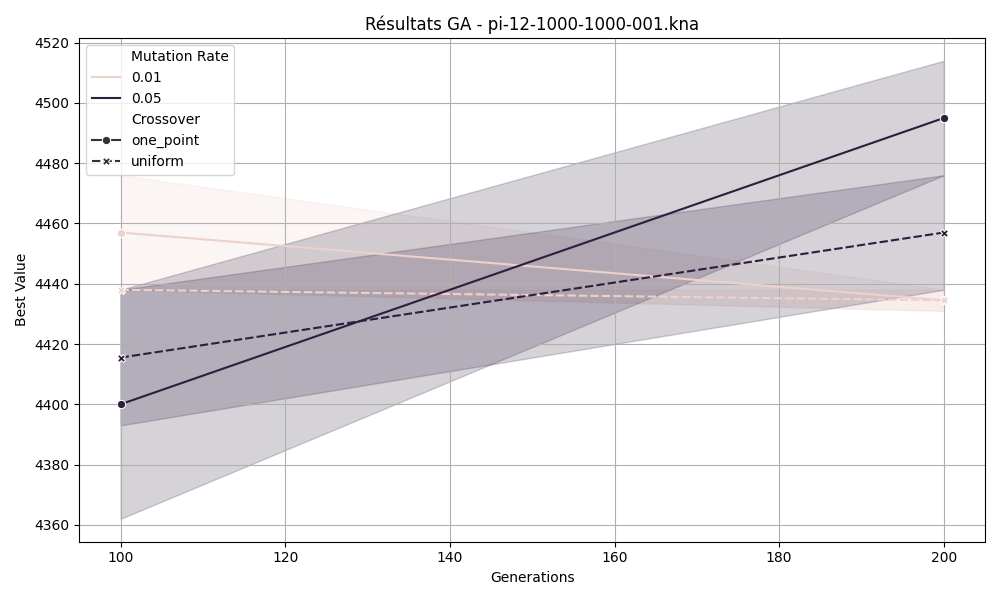 Résultats GA - pi-12-1000-1000-001.kna
4520
4500
4480
4460
4440
4420
4400
4380
4360
Best Value
Mutation Rate
0.01
0.05
Crossover
one_point
uniform
100
120
140
160
180
200
Generations